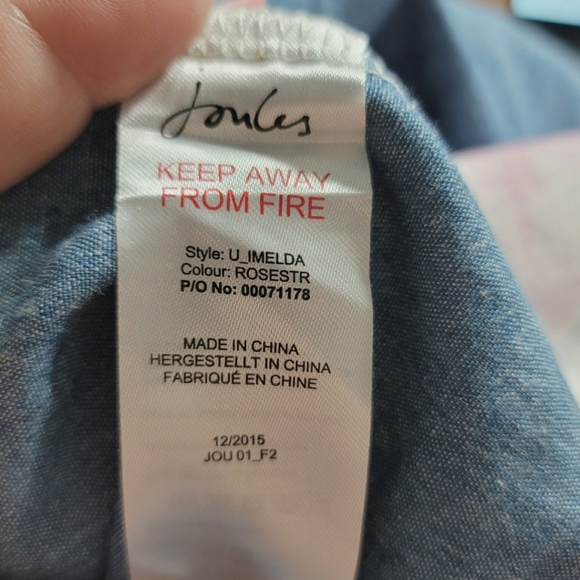 Joules
KEEP AWAY
FROM FIRE
Style: U_IMELDA
Colour: ROSESTR
P/O No: 00071178
MADE IN CHINA
HERGESTELLT IN CHINA
FABRIQUÉ EN CHINE
12/2015
JOU 01_F2